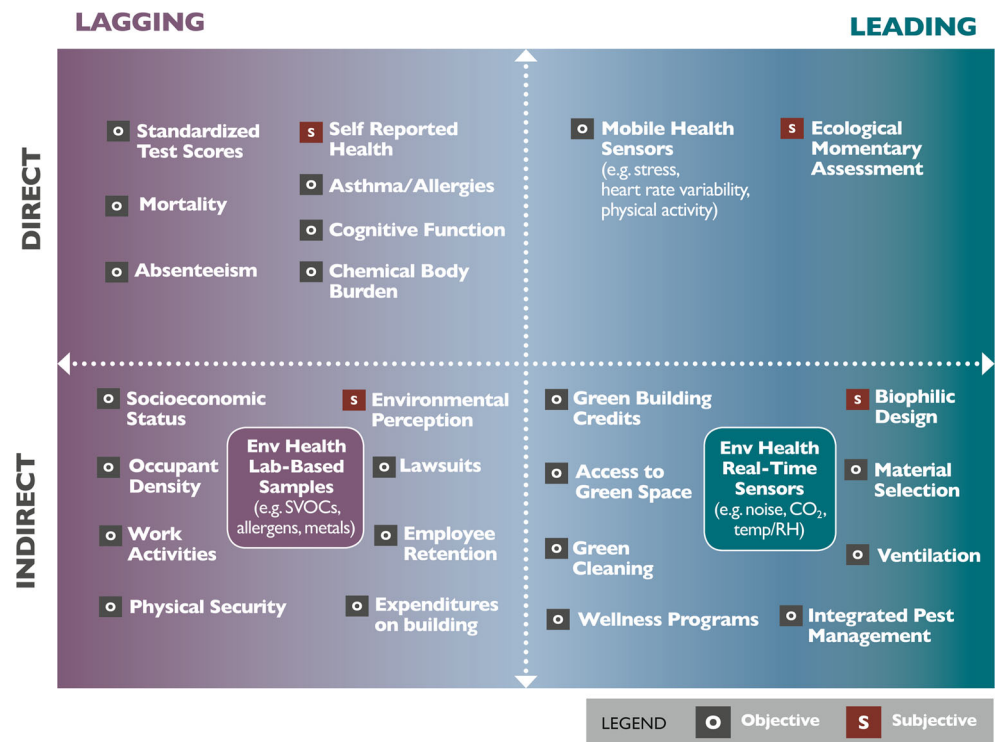 LAGGING
LEADING
DIRECT
O Standardized
Test Scores
O Mortality
O Absenteeism
S Self Reported
Health
O Asthma/Allergies
O Cognitive Function
O Chemical Body
Burden
O Mobile Health
Sensors
(e.g. stress,
heart rate variability,
physical activity)
S Ecological
Momentary
Assessment
INDIRECT
O Socioeconomic
Status
O Occupant
Density
O Work
Activities
O Physical Security
Env Health
Lab-Based
Samples
(e.g. SVOCs,
allergens, metals)
S Environmental
Perception
O Lawsuits
O Employee
Retention
O Expenditures
on building
O Green Building
Credits
O Access to
Green Space
O Green
Cleaning
O Wellness Programs
Env Health
Real-Time
Sensors
(e.g. noise, CO₂,
temp/RH)
S Biophilic
Design
O Material
Selection
O Ventilation
O Integrated Pest
Management
LEGEND O Objective S Subjective